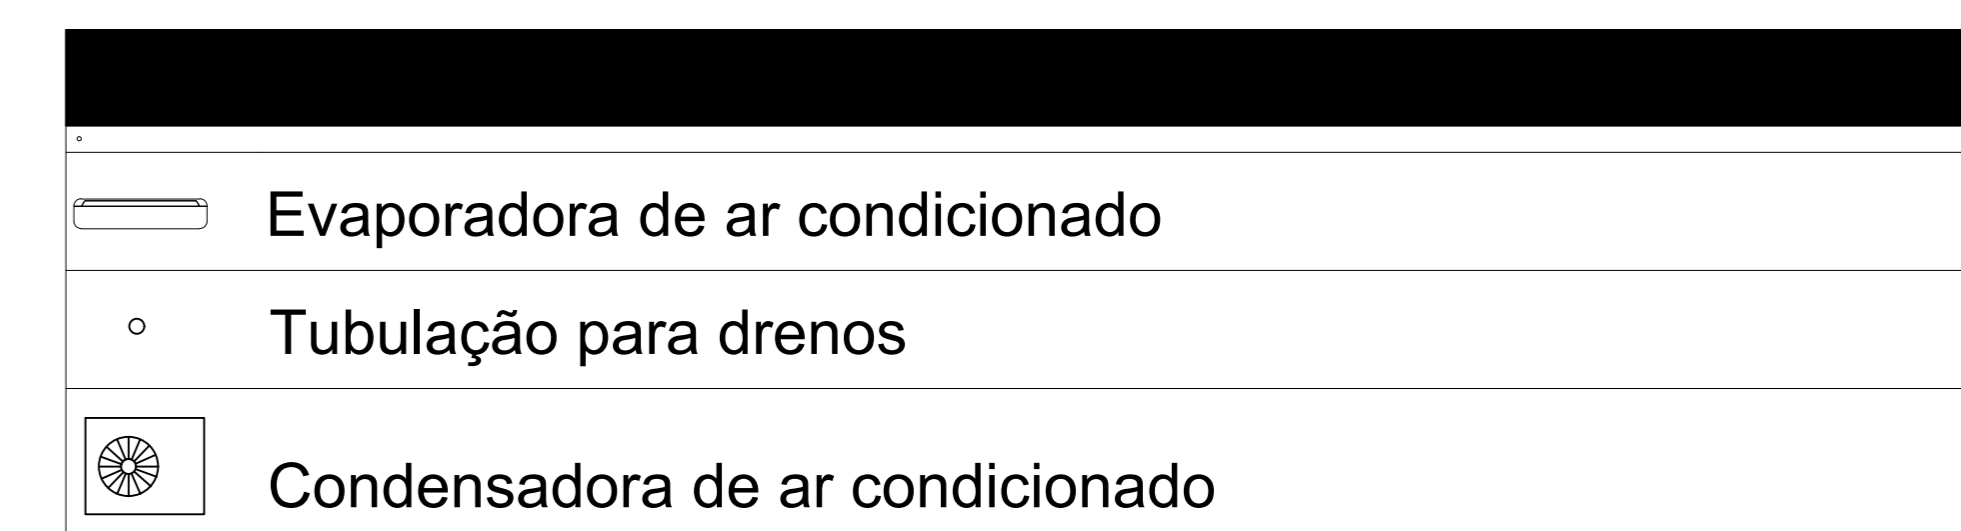 Evaporadora de ar condicionado
Tubulação para drenos
Condensadora de ar condicionado